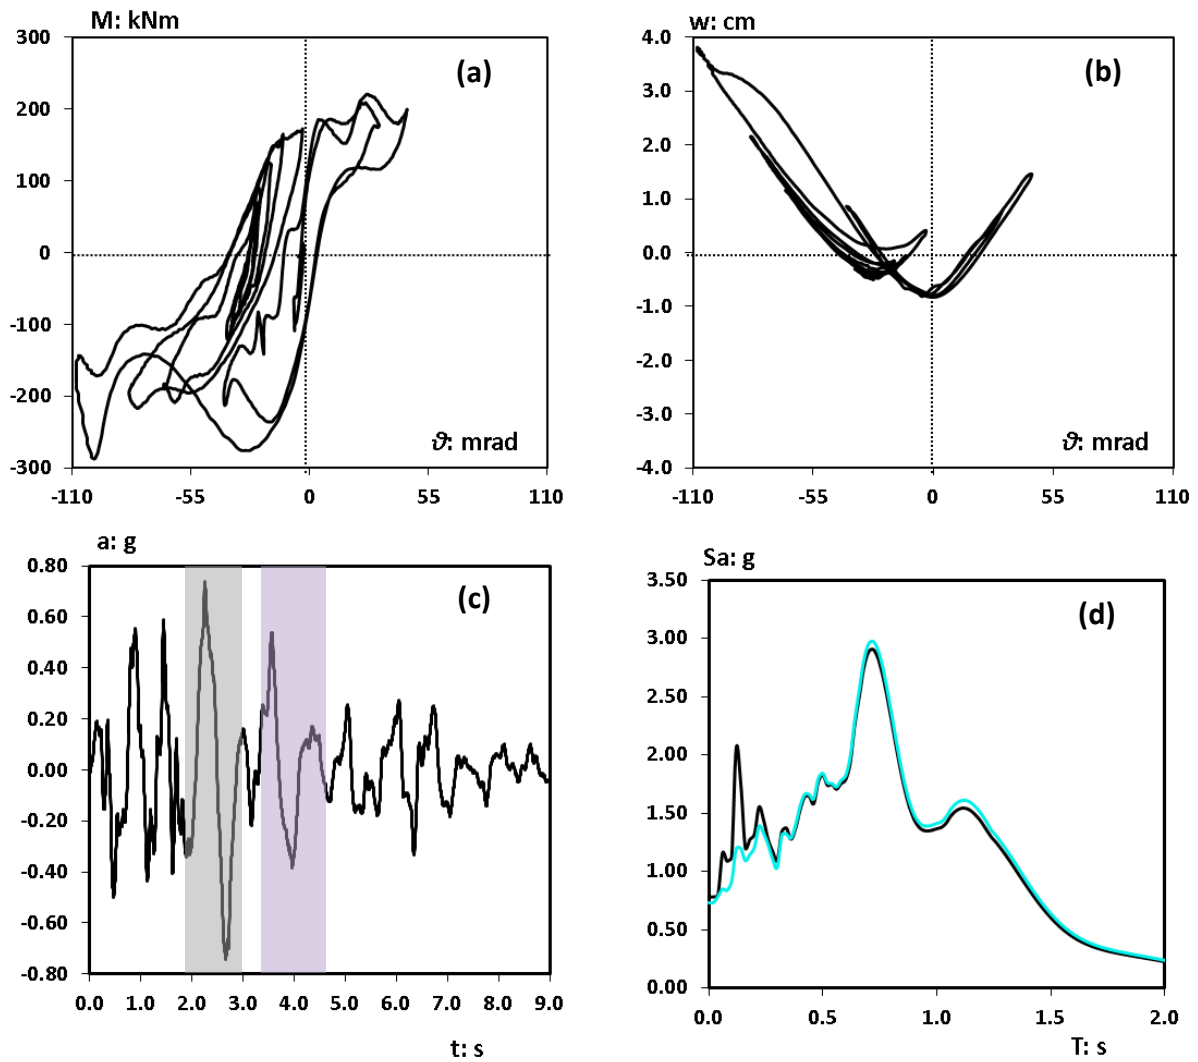 M: kNm
(a)
300
200
100
0
-100
-200
-300
ϑ: mrad
-110 -55 0 55 110
w: cm
(b)
4.0
3.0
2.0
1.0
0.0
-1.0
-2.0
-3.0
-4.0
ϑ: mrad
-110 -55 0 55 110
a: g
(c)
0.80
0.60
0.40
0.20
0.00
-0.20
-0.40
-0.60
-0.80
0.0 1.0 2.0 3.0 4.0 5.0 6.0 7.0 8.0 9.0
t: s
Sa: g
(d)
3.50
3.00
2.50
2.00
1.50
1.00
0.50
0.00
0.0 0.5 1.0 1.5 2.0
T: s